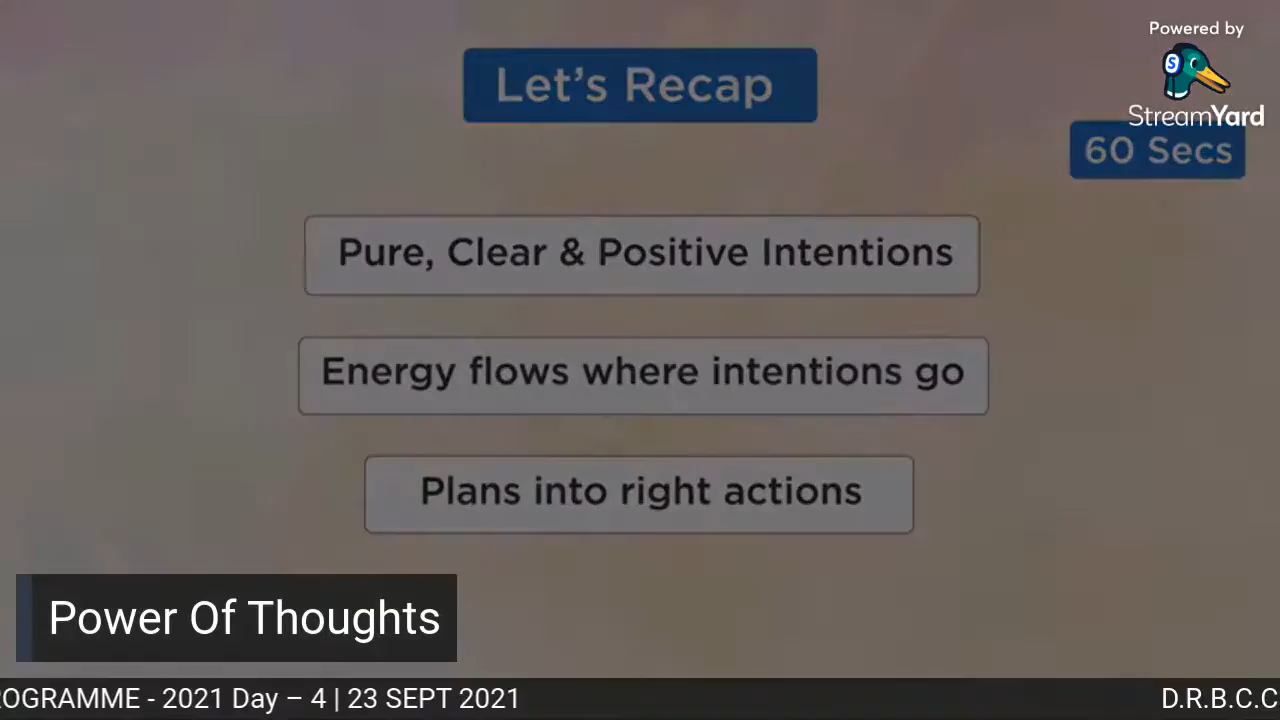 Powered by
StreamYard
Let's Recap
60 Secs
Pure, Clear & Positive Intentions
Energy flows where intentions go
Plans into right actions
Power Of Thoughts
ROGRAMME - 2021 Day – 4 | 23 SEPT 2021
D.R.B.C.C